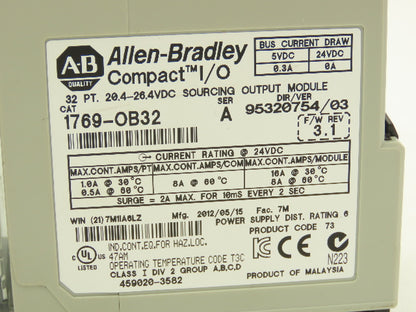 A-B Allen-Bradley
QUALITY Compact™ I/O
BUS CURRENT DRAW
5VDC 24VDC
0.3A 0A
32 PT. 20.4-26.4VDC SOURCING OUTPUT MODULE
CAT SER DIR/VER
1769-OB32 A 95320754/03
F/W REV
3.1
CURRENT RATING @ 24VDC
MAX.CONT.AMPS/PT MAX.CONT.AMPS/COM MAX.CONT.AMPS/MODULE
1.0A @ 30°C 8A @ 60°C 16A @ 30°C
0.5A @ 60°C 8A @ 60°C
SURGE = 2A MAX. FOR 10mS EVERY 2 SEC
WIN (21) 7M11A6LZ Mfg. 2012/05/15 Fac. 7M
POWER SUPPLY DIST. RATING 6
PRODUCT CODE 73
IND.CONT.EQ.FOR HAZ.LOC.
C UL US LISTED 47AM
OPERATING TEMPERATURE CODE T3C
CLASS I DIV 2 GROUP A,B,C,D
459020-3582
CE
N223
PRODUCT OF MALAYSIA